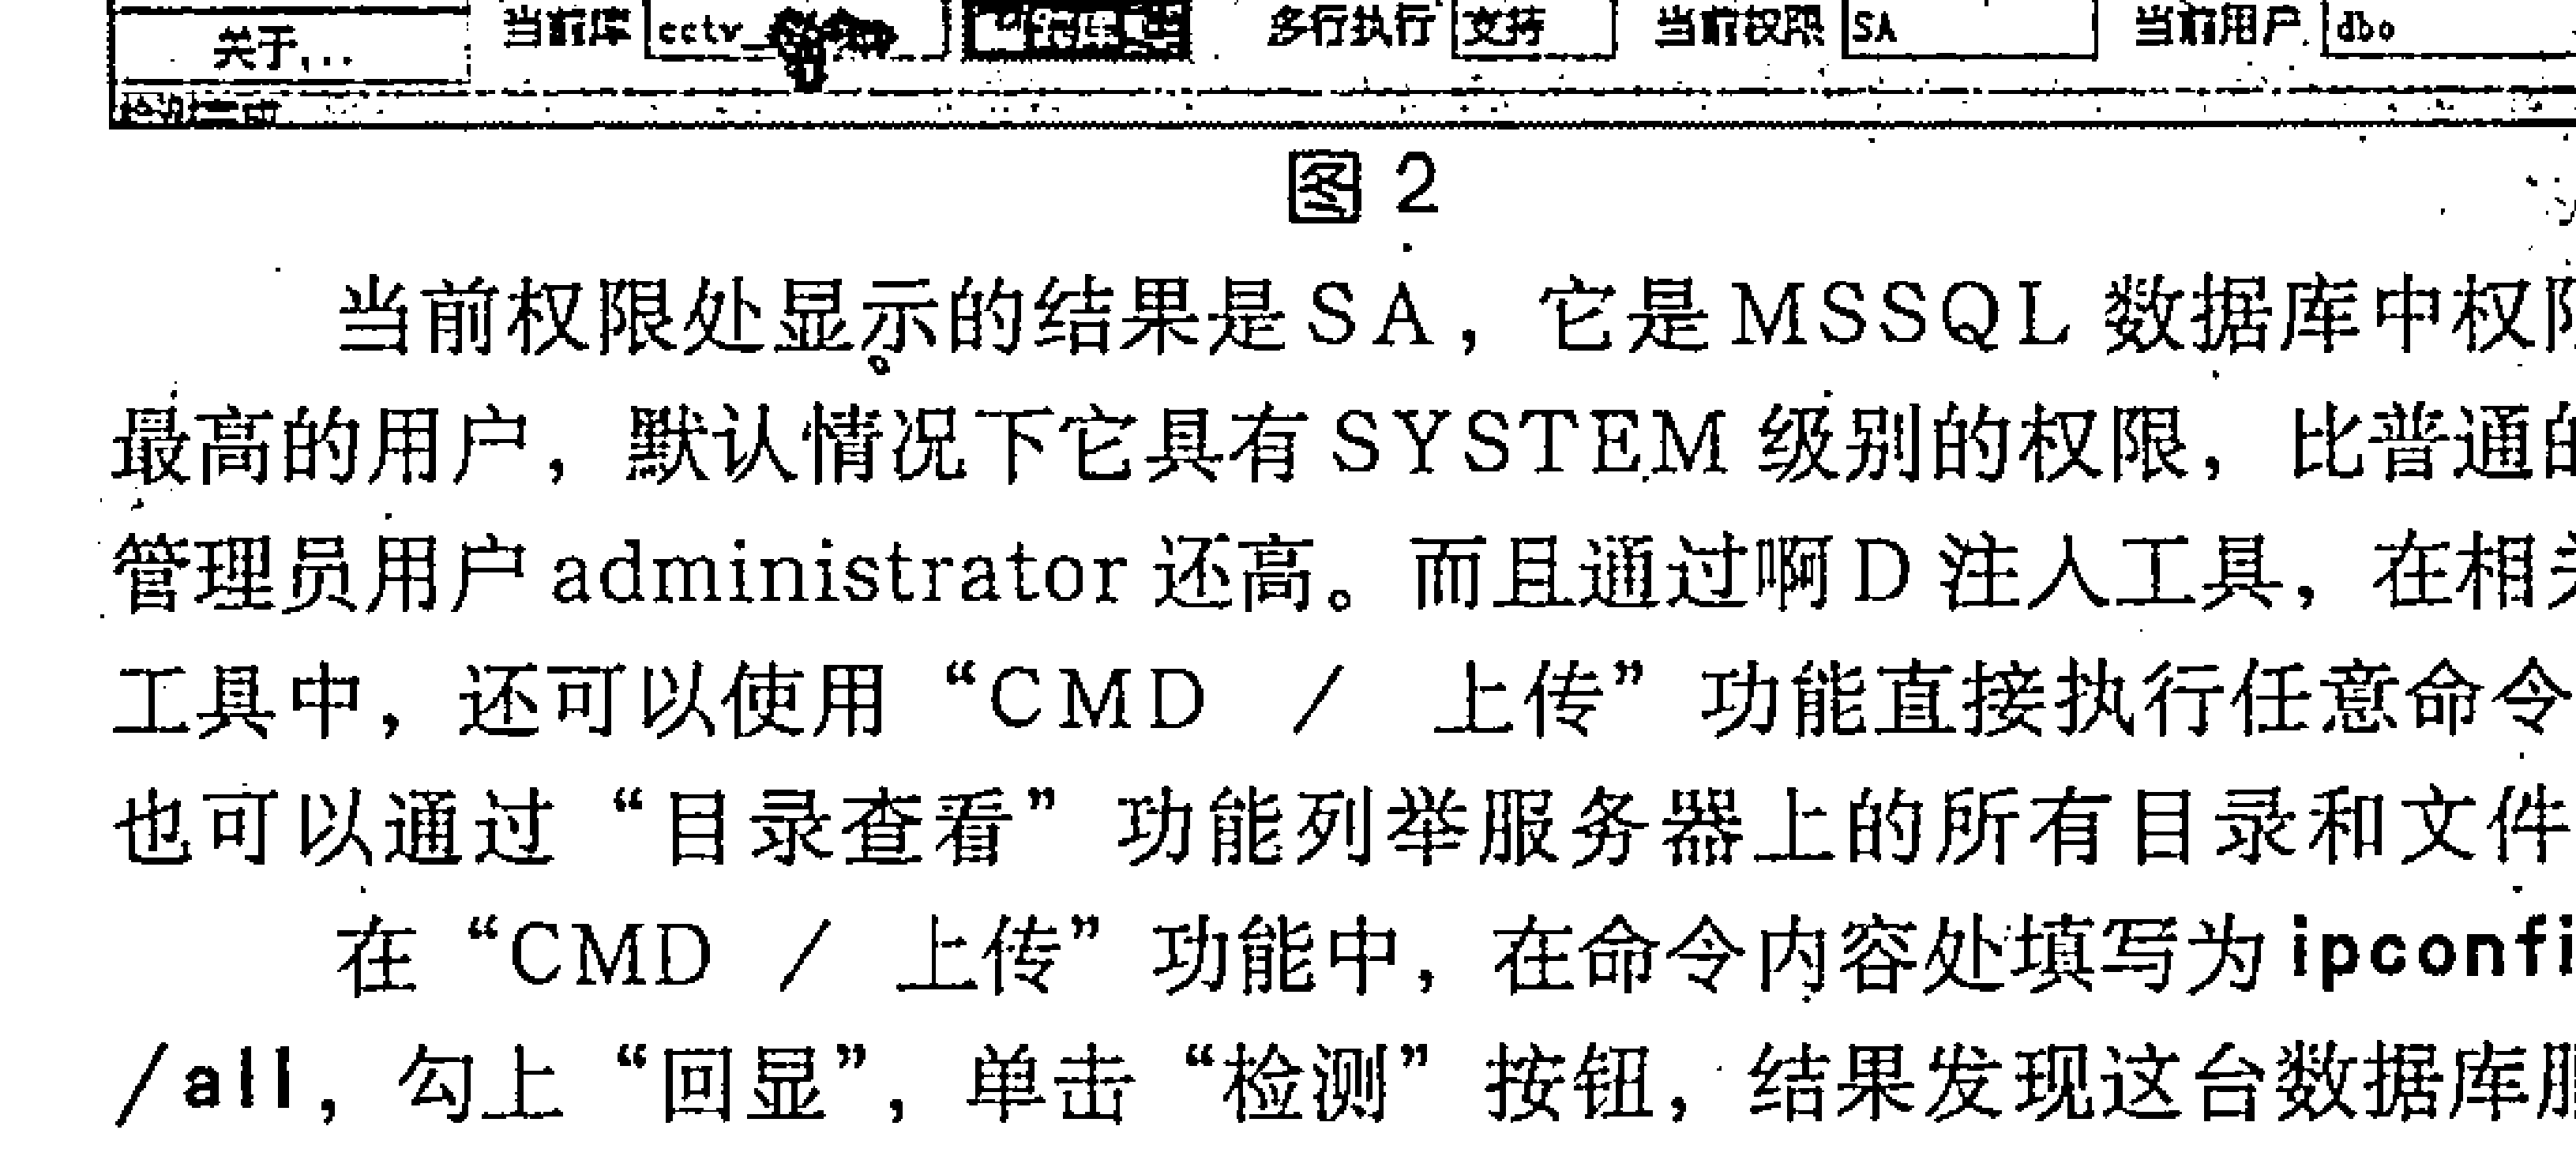 关于... 当前库 cctv_ 多行执行 支持 当前权限 SA 当前用户 dbo
检测完成
图 2
当前权限处显示的结果是SA，它是MSSQL 数据库中权限
最高的用户，默认情况下它具有SYSTEM 级别的权限，比普通的
管理员用户administrator 还高。而且通过啊D 注入工具，在相关
工具中，还可以使用“CMD / 上传”功能直接执行任意命令
也可以通过“目录查看”功能列举服务器上的所有目录和文件
在“CMD / 上传”功能中，在命令内容处填写为ipconfi
/all，勾上“回显”，单击“检测”按钮，结果发现这台数据库服